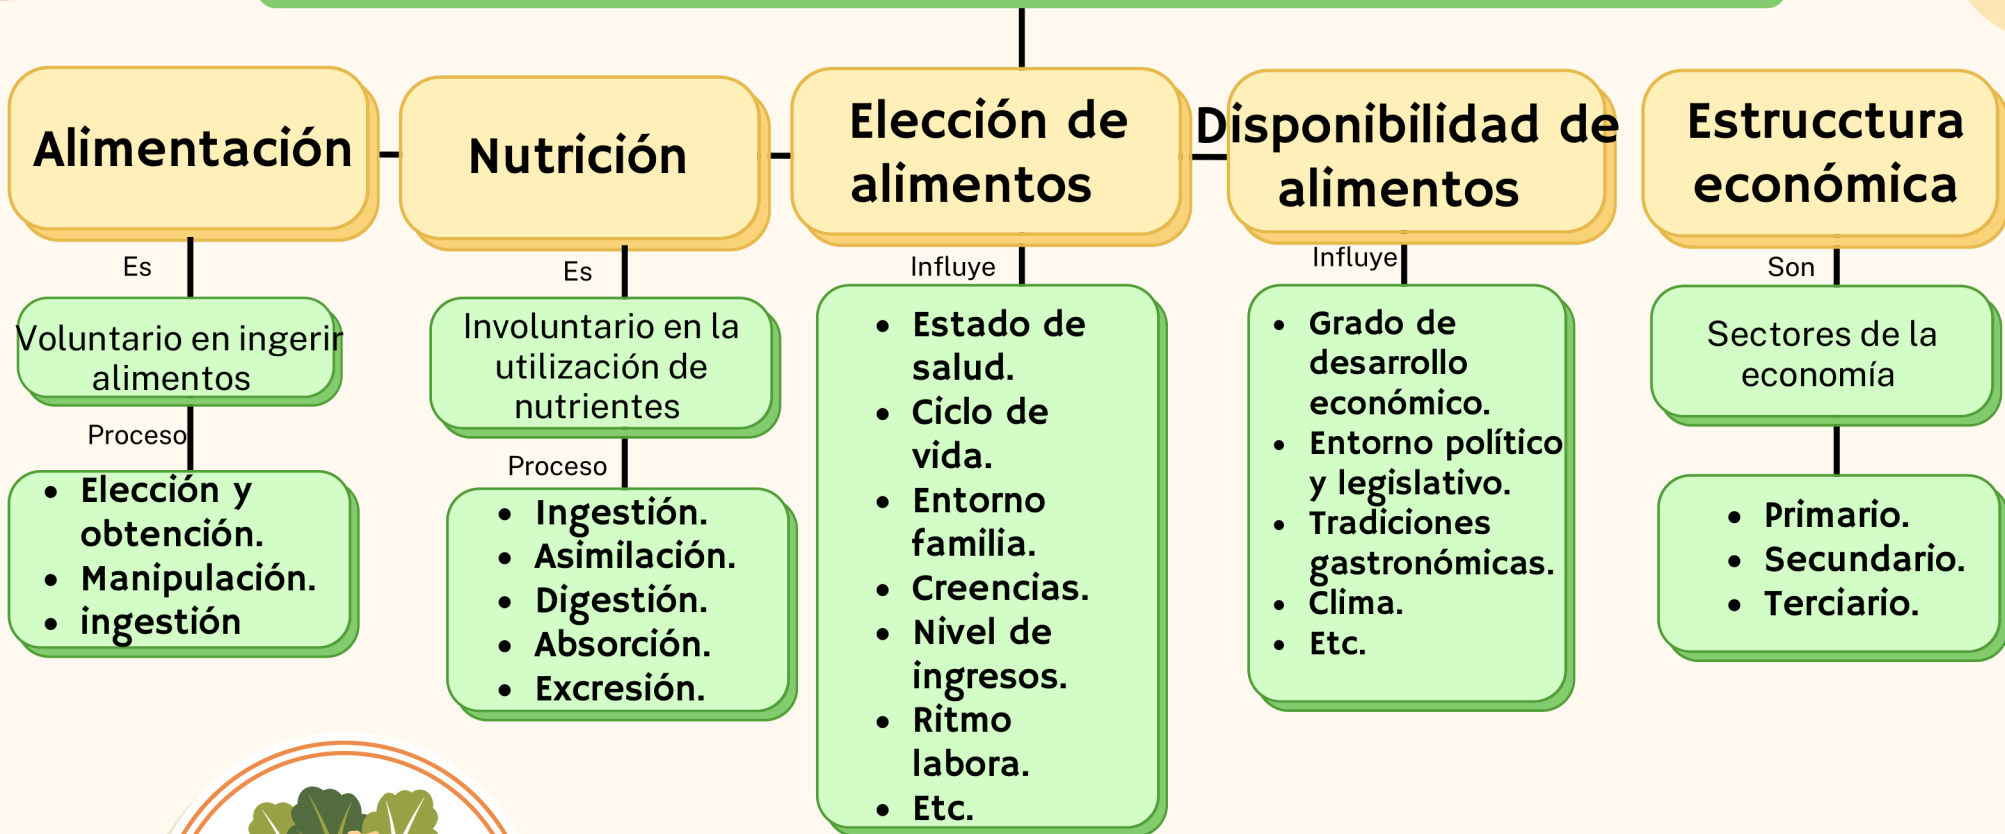 Alimentación
Es
Voluntario en ingerir
alimentos
Proceso
Elección y
obtención.
Manipulación.
ingestión
Nutrición
Es
Involuntario en la
utilización de
nutrientes
Proceso
Ingestión.
Asimilación.
Digestión.
Absorción.
Excresión.
Elección de
alimentos
Influye
Estado de
salud.
Ciclo de
vida.
Entorno
familia.
Creencias.
Nivel de
ingresos.
Ritmo
labora.
Etc.
Disponibilidad de
alimentos
Influye
Grado de
desarrollo
económico.
Entorno político
y legislativo.
Tradiciones
gastronómicas.
Clima.
Etc.
Estrucctura
económica
Son
Sectores de la
economía
Primario.
Secundario.
Terciario.